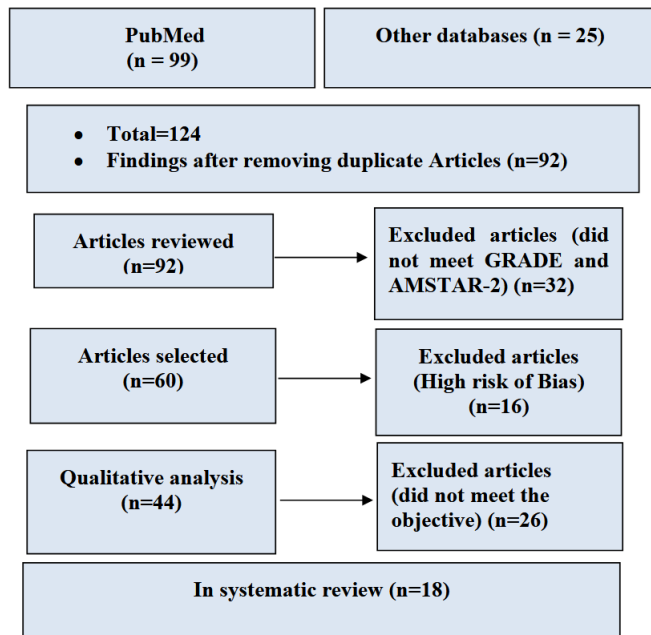 PubMed
(n = 99)
Other databases (n = 25)
• Total=124
• Findings after removing duplicate Articles (n=92)
Articles reviewed
(n=92)
Excluded articles (did
not meet GRADE and
AMSTAR-2) (n=32)
Articles selected
(n=60)
Excluded articles
(High risk of Bias)
(n=16)
Qualitative analysis
(n=44)
Excluded articles
(did not meet the
objective) (n=26)
In systematic review (n=18)